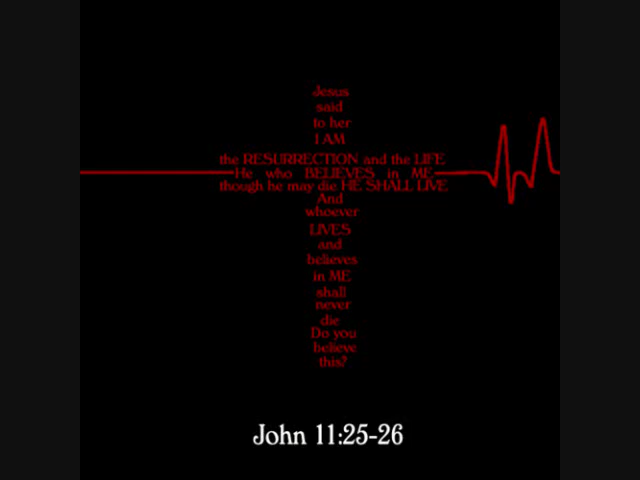 Jesus
said
to her
I AM
the RESURRECTION and the LIFE
He who BELIEVES in ME
though he may die HE SHALL LIVE
And
whoever
LIVES
and
believes
in ME
shall
never
die
Do you
believe
this?
John 11:25-26